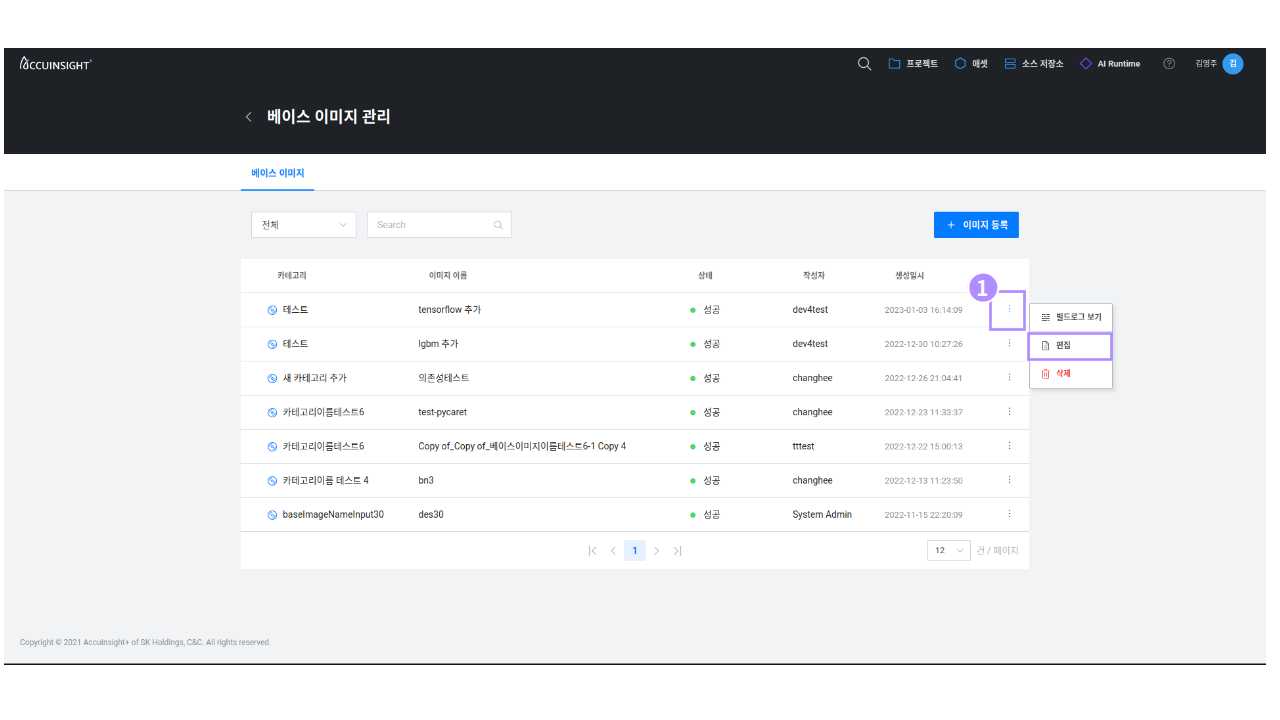 ACCUINSIGHT+
프로젝트 애셋 소스 저장소 AI Runtime ? 김영주 김
베이스 이미지 관리
베이스 이미지
전체 Search + 이미지 등록
카테고리 이미지 이름 상태 작성자 생성일시
1
테스트 tensorflow 추가 성공 dev4test 2023-01-03 16:14:09
빌드로그 보기
테스트 lgbm 추가 성공 dev4test 2022-12-30 10:27:26
편집
새 카테고리 추가 의존성테스트 성공 changhee 2022-12-26 21:04:41
삭제
카테고리이름테스트6 test-pycaret 성공 changhee 2022-12-23 11:33:37
카테고리이름테스트6 Copy of_Copy of_베이스이미지이름테스트6-1 Copy 4 성공 tttest 2022-12-22 15:00:13
카테고리이름 테스트 4 bn3 성공 changhee 2022-12-13 11:23:50
baseImageNameInput30 des30 성공 System Admin 2022-11-15 22:20:09
1 12 건 / 페이지
Copyright © 2021 AccuInsight+ of SK Holdings, C&C. All rights reserved.